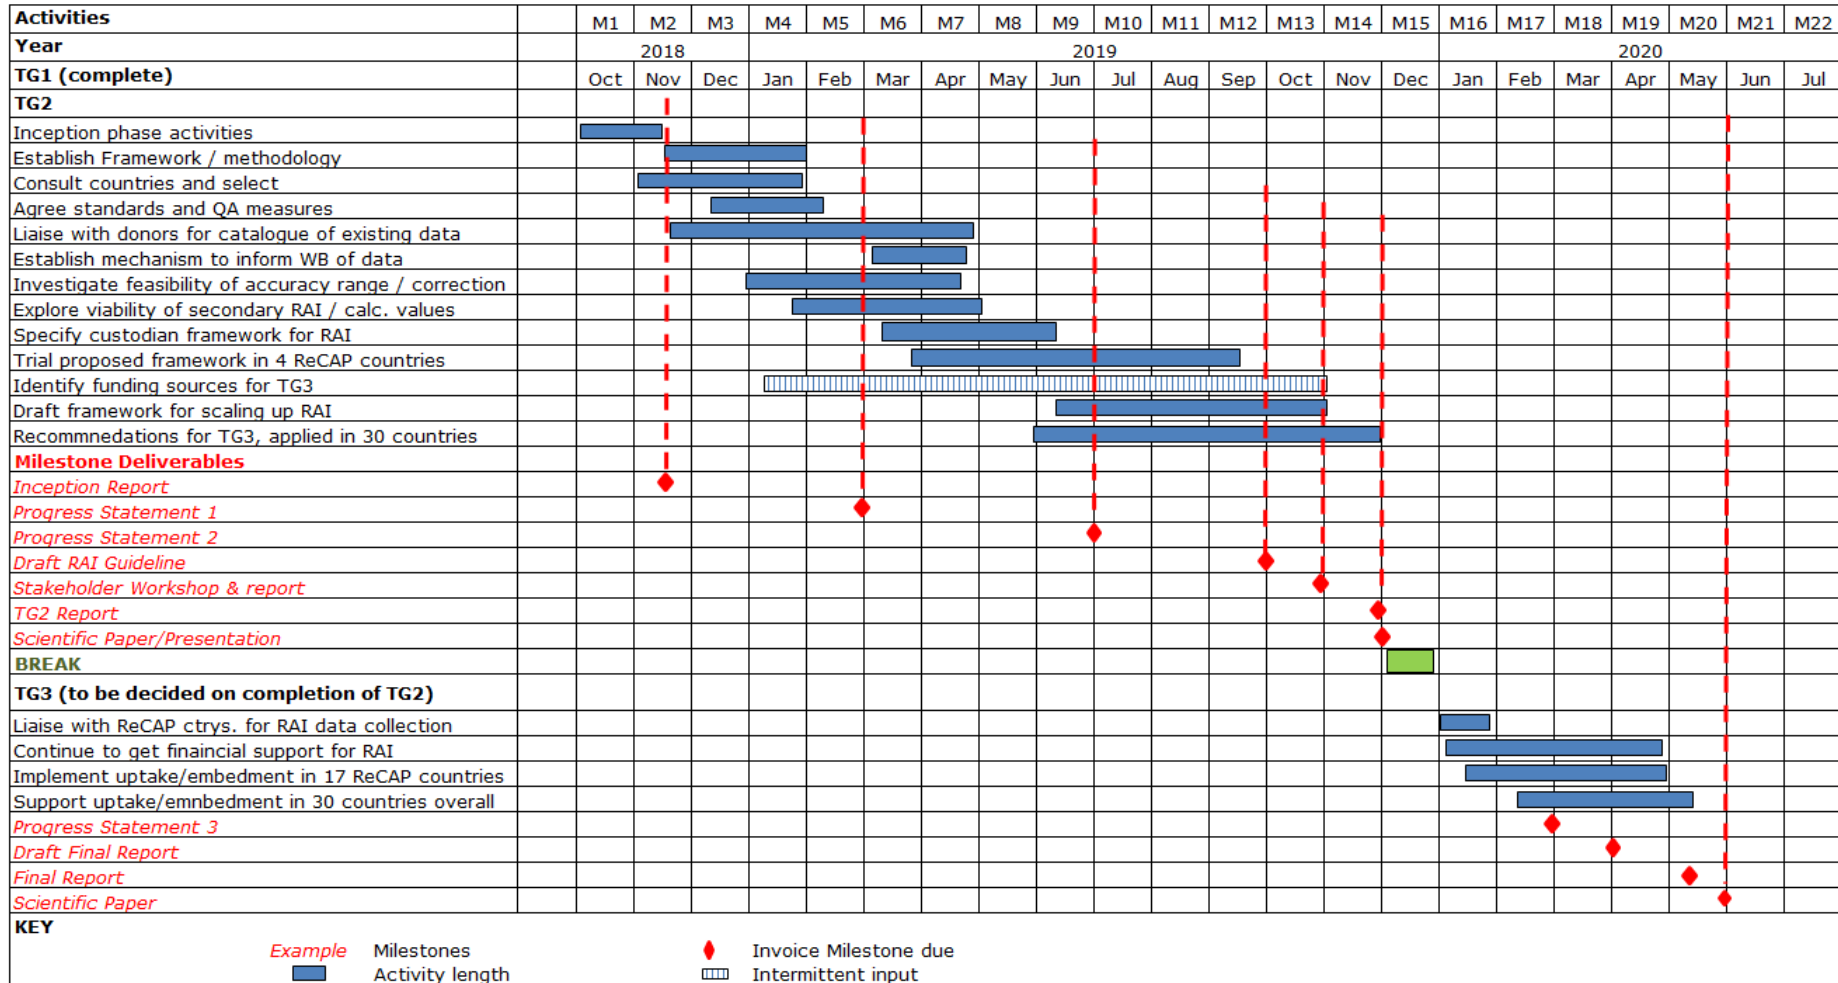 Activities M1 M2 M3 M4 M5 M6 M7 M8 M9 M10 M11 M12 M13 M14 M15 M16 M17 M18 M19 M20 M21 M22
Year 2018 2019 2020
TG1 (complete) Oct Nov Dec Jan Feb Mar Apr May Jun Jul Aug Sep Oct Nov Dec Jan Feb Mar Apr May Jun Jul
TG2
Inception phase activities
Establish Framework / methodology
Consult countries and select
Agree standards and QA measures
Liaise with donors for catalogue of existing data
Establish mechanism to inform WB of data
Investigate feasibility of accuracy range / correction
Explore viability of secondary RAI / calc. values
Specify custodian framework for RAI
Trial proposed framework in 4 ReCAP countries
Identify funding sources for TG3
Draft framework for scaling up RAI
Recommnedations for TG3, applied in 30 countries
Milestone Deliverables
Inception Report
Progress Statement 1
Progress Statement 2
Draft RAI Guideline
Stakeholder Workshop & report
TG2 Report
Scientific Paper/Presentation
BREAK
TG3 (to be decided on completion of TG2)
Liaise with ReCAP ctrys. for RAI data collection
Continue to get finaincial support for RAI
Implement uptake/embedment in 17 ReCAP countries
Support uptake/emnbedment in 30 countries overall
Progress Statement 3
Draft Final Report
Final Report
Scientific Paper
KEY
Example Milestones Invoice Milestone due
Activity length Intermittent input